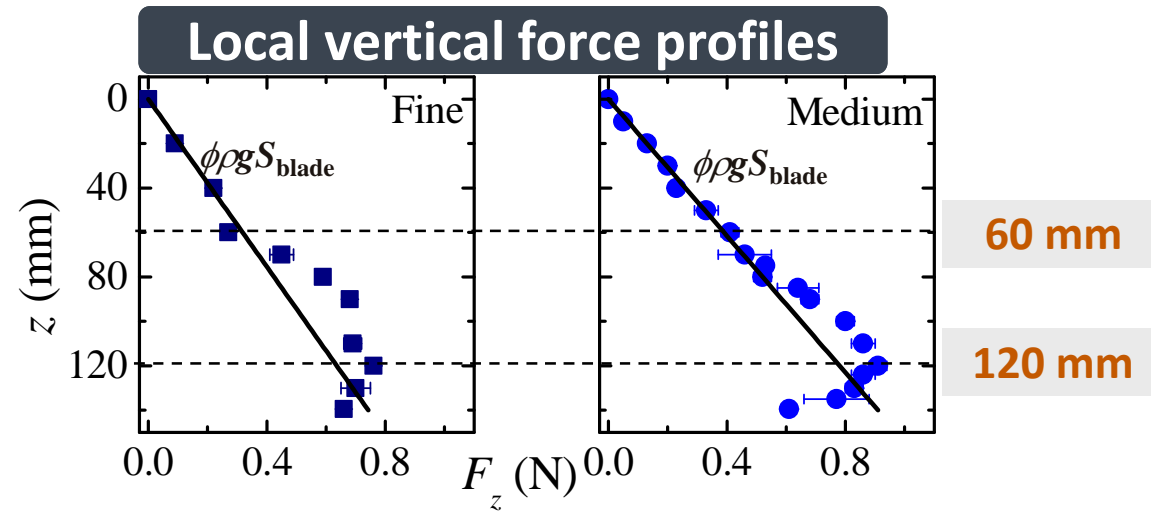 Local vertical force profiles
Fine
Medium
ϕρgS_blade
ϕρgS_blade
0
40
80
120
z (mm)
60 mm
120 mm
0.0 0.4 0.8
0.0 0.4 0.8
F_z (N)